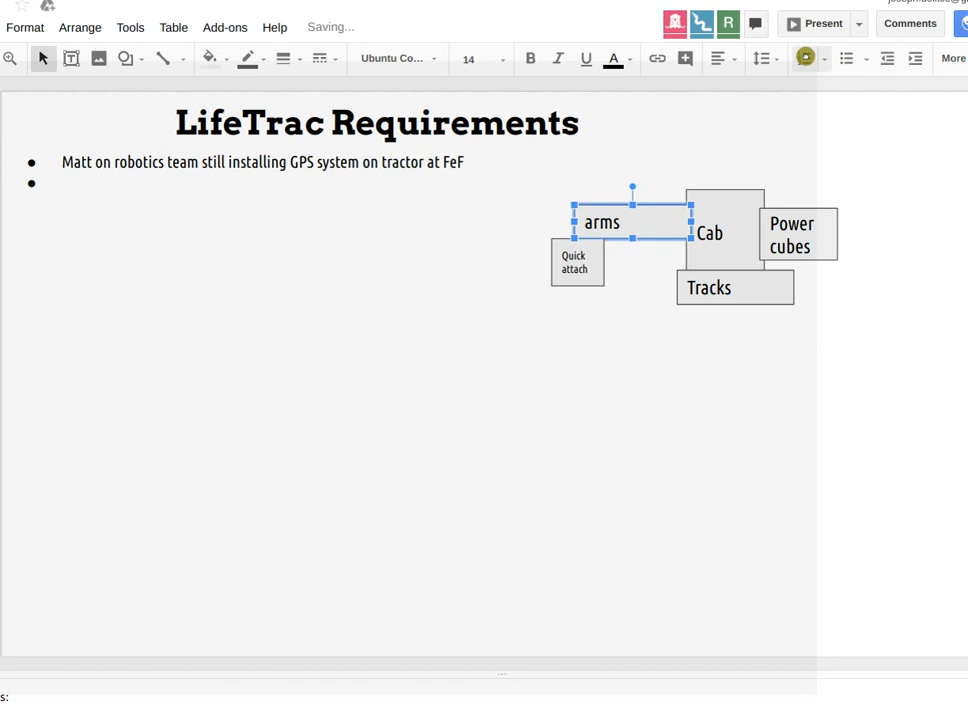 Format Arrange Tools Table Add-ons Help Saving...
R Present Comments
Ubuntu Co... 14 B I U A More
LifeTrac Requirements
● Matt on robotics team still installing GPS system on tractor at FeF
●
arms
Cab
Power
cubes
Quick
attach
Tracks
s: